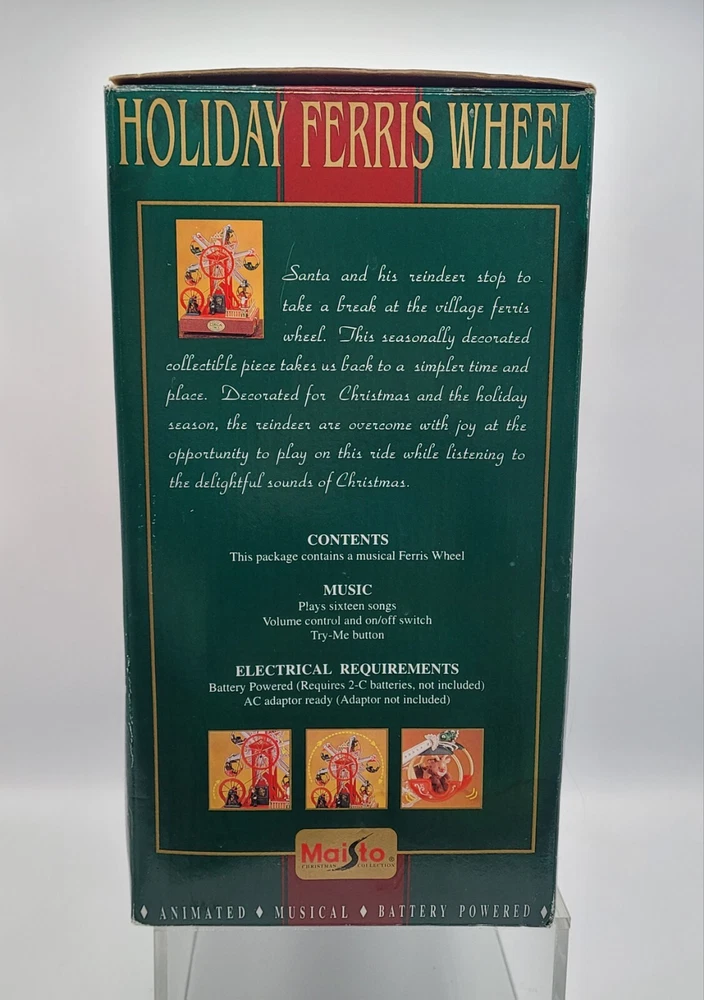 HOLIDAY FERRIS WHEEL
Santa and his reindeer stop to
take a break at the village ferris
wheel. This seasonally decorated
collectible piece takes us back to a simpler time and
place. Decorated for Christmas and the holiday
season, the reindeer are overcome with joy at the
opportunity to play on this ride while listening to
the delightful sounds of Christmas.
CONTENTS
This package contains a musical Ferris Wheel
MUSIC
Plays sixteen songs
Volume control and on/off switch
Try-Me button
ELECTRICAL REQUIREMENTS
Battery Powered (Requires 2-C batteries, not included)
AC adaptor ready (Adaptor not included)
Maisto®
CHRISTMAS COLLECTION
♦ ANIMATED ♦ MUSICAL ♦ BATTERY POWERED ♦